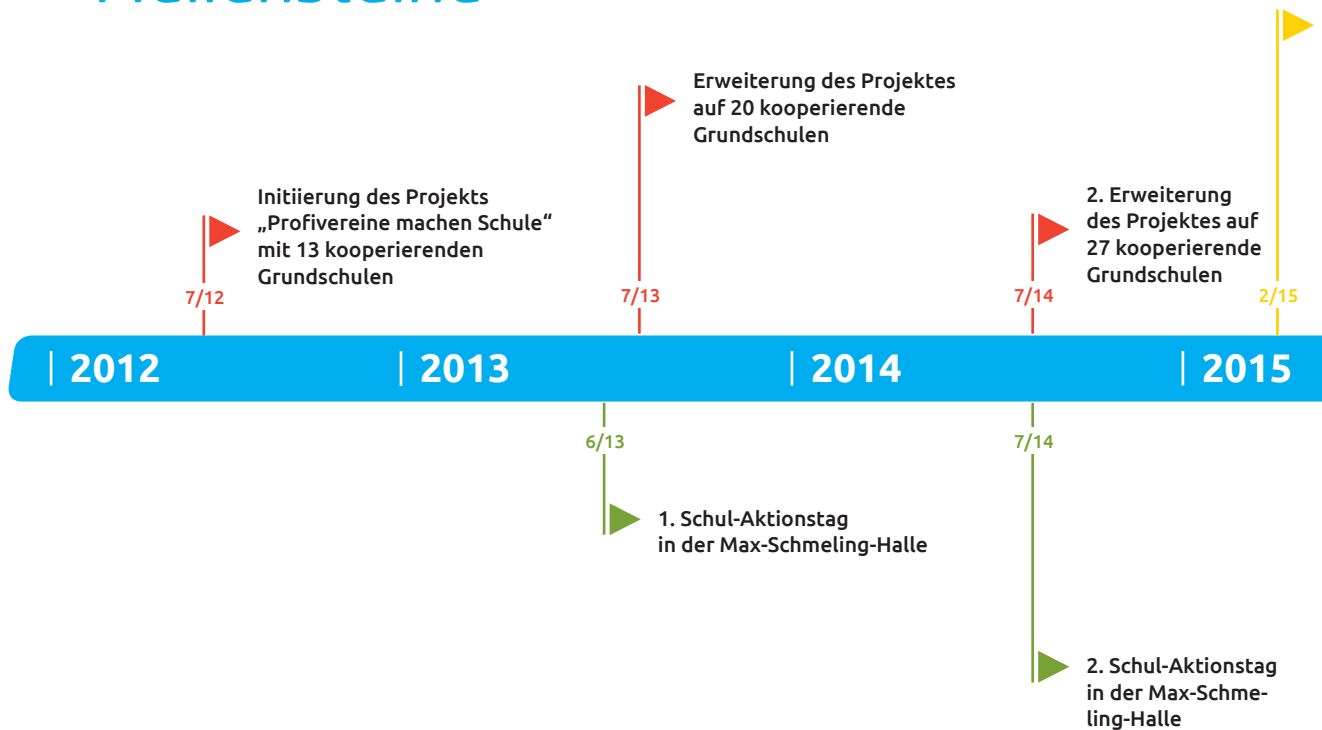 Meilensteine
Erweiterung des Projektes
auf 20 kooperierende
Grundschulen
Initiierung des Projekts
„Profivereine machen Schule“
mit 13 kooperierenden
Grundschulen
2. Erweiterung
des Projektes auf
27 kooperierende
Grundschulen
7/12
7/13
7/14
2/15
| 2012
| 2013
| 2014
| 2015
6/13
7/14
1. Schul-Aktionstag
in der Max-Schmeling-Halle
2. Schul-Aktionstag
in der Max-Schme-
ling-Halle